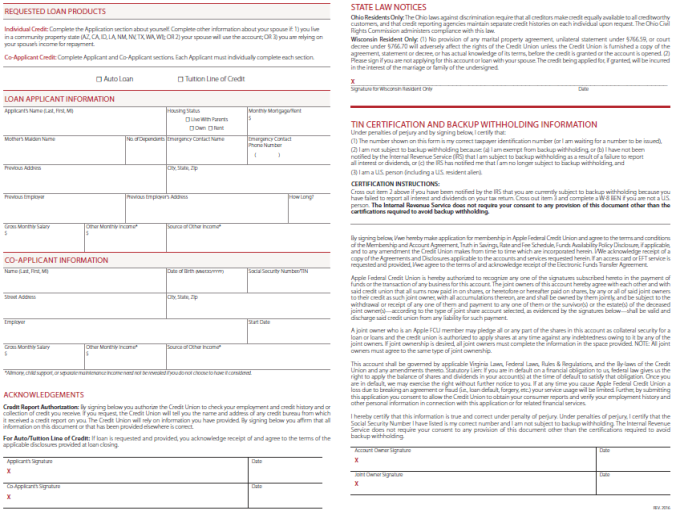 REQUESTED LOAN PRODUCTS
Individual Credit: Complete the Application section about yourself. Complete other information about your spouse if: 1) you live
in a community property state (AZ, CA, ID, LA, NM, NV, TX, WA, WI); OR 2) your spouse will use the account; OR 3) you are relying on
your spouse's income for repayment.
Co-Applicant Credit: Complete Applicant and Co-Applicant sections. Each Applicant must individually complete each section.
☐ Auto Loan ☐ Tuition Line of Credit
LOAN APPLICANT INFORMATION
Applicant's Name (Last, First, MI)
Housing Status
☐ Live With Parents
☐ Own ☐ Rent
Monthly Mortgage/Rent
$
Mother's Maiden Name
No. of Dependents
Emergency Contact Name
Emergency Contact
Phone Number
( )
Previous Address
City, State, Zip
Previous Employer
Previous Employer's Address
How Long?
Gross Monthly Salary
$
Other Monthly Income*
$
Source of Other Income*
CO-APPLICANT INFORMATION
Name (Last, First, MI)
Date of Birth (MM/DD/YYYY)
Social Security Number/TIN
Street Address
City, State, Zip
Employer
Start Date
Gross Monthly Salary
$
Other Monthly Income*
$
Source of Other Income*
*Alimony, child support, or separate maintenance income need not be revealed if you do not choose to have it considered.
ACKNOWLEDGEMENTS
Credit Report Authorization: By signing below you authorize the Credit Union to check your employment and credit history and or
collection of credit you receive. If you request, the Credit Union will tell you the name and address of any credit bureau from which
it received a credit report on you. The Credit Union will rely on information you have provided. By signing below you affirm that all
information on this document or that has been provided elsewhere is correct.
For Auto/Tuition Line of Credit: If loan is requested and provided, you acknowledge receipt of and agree to the terms of the
applicable disclosures provided at loan closing.
Applicant's Signature
X
Date
Co-Applicant's Signature
X
Date
STATE LAW NOTICES
Ohio Residents Only: The Ohio laws against discrimination require that all creditors make credit equally available to all creditworthy
customers, and that credit reporting agencies maintain separate credit histories on each individual upon request. The Ohio Civil
Rights Commission administers compliance with this law.
Wisconsin Resident Only: (1) No provision of any marital property agreement, unilateral statement under §766.59, or court
decree under §766.70 will adversely affect the rights of the Credit Union unless the Credit Union is furnished a copy of the
agreement, statement or decree, or has actual knowledge of its terms, before the credit is granted or the account is opened. (2)
Please sign if you are not applying for this account or loan with your spouse. The credit being applied for, if granted, will be incurred
in the interest of the marriage or family of the undersigned.
X
Signature for Wisconsin Resident Only Date
TIN CERTIFICATION AND BACKUP WITHHOLDING INFORMATION
Under penalties of perjury and by signing below, I certify that:
(1) The number shown on this form is my correct taxpayer identification number (or I am waiting for a number to be issued),
(2) I am not subject to backup withholding because: (a) I am exempt from backup withholding, or (b) I have not been
notified by the Internal Revenue Service (IRS) that I am subject to backup withholding as a result of a failure to report
all interest or dividends, or (c) the IRS has notified me that I am no longer subject to backup withholding, and
(3) I am a U.S. person (including a U.S. resident alien).
CERTIFICATION INSTRUCTIONS:
Cross out item 2 above if you have been notified by the IRS that you are currently subject to backup withholding because you
have failed to report all interest and dividends on your tax return. Cross out item 3 and complete a W-8 BEN if you are not a U.S.
person. The Internal Revenue Service does not require your consent to any provision of this document other than the
certifications required to avoid backup withholding.
By signing below, I/we hereby make application for membership in Apple Federal Credit Union and agree to the terms and conditions
of the Membership and Account Agreement, Truth in Savings, Rate and Fee Schedule, Funds Availability Policy Disclosure, if applicable,
and to any amendment the Credit Union makes from time to time which are incorporated herein. I/We acknowledge receipt of a
copy of the Agreements and Disclosures applicable to the accounts and services requested herein. If an access card or EFT service is
requested and provided, I/we agree to the terms of and acknowledge receipt of the Electronic Funds Transfer Agreement.
Apple Federal Credit Union is hereby authorized to recognize any one of the signatures subscribed hereto in the payment of
funds or the transaction of any business for this account. The joint owners of this account hereby agree with each other and with
said credit union that all sums now paid in on shares, or heretofore or hereafter paid on shares, by any or all of said joint owners
to their credit as such joint owner, with all accumulations thereon, are and shall be owned by them jointly, and be subject to the
withdrawal or receipt of any one of them and payment to any one of them or the survivor(s) or the estate(s) of the deceased
joint owner(s)—according to the type of joint share account selected, as evidenced by the signatures below—shall be valid and
discharge said credit union from any liability for such payment.
A joint owner who is an Apple FCU member may pledge all or any part of the shares in this account as collateral security for a
loan or loans and the credit union is authorized to apply shares at any time against any indebtedness owing to it by any of the
joint owners. If joint ownership is desired, all joint owners must complete the information in the space provided. NOTE: All joint
owners must agree to the same type of joint ownership.
This account shall be governed by applicable Virginia Laws, Federal Laws, Rules & Regulations, and the By-laws of the Credit
Union and any amendments thereto. Statutory Lien: If you are in default on a financial obligation to us, federal law gives us the
right to apply the balance of shares and dividends in your account(s) at the time of default to satisfy that obligation. Once you
are in default, we may exercise the right without further notice to you. If at any time you cause Apple Federal Credit Union a
loss due to breaching an agreement or fraud (i.e., loan default, forgery, etc.) your service usage will be limited. Further, by submitting
this application you consent to allow the Credit Union to obtain your consumer reports and verify your employment history and
other personal information in connection with this application or for related financial services.
I hereby certify that this information is true and correct under penalty of perjury. Under penalties of perjury, I certify that the
Social Security Number I have listed is my correct number and I am not subject to backup withholding. The Internal Revenue
Service does not require your consent to any provision of this document other than the certifications required to avoid
backup withholding.
Account Owner Signature
X
Date
Joint Owner Signature
X
Date
REV. 2016